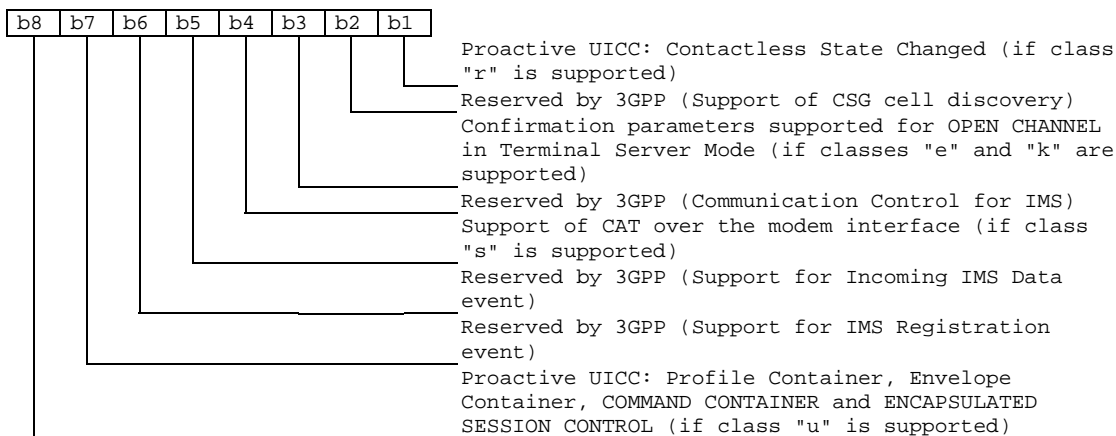 b8 b7 b6 b5 b4 b3 b2 b1
Proactive UICC: Contactless State Changed (if class
"r" is supported)
Reserved by 3GPP (Support of CSG cell discovery)
Confirmation parameters supported for OPEN CHANNEL
in Terminal Server Mode (if classes "e" and "k" are
supported)
Reserved by 3GPP (Communication Control for IMS)
Support of CAT over the modem interface (if class
"s" is supported)
Reserved by 3GPP (Support for Incoming IMS Data
event)
Reserved by 3GPP (Support for IMS Registration
event)
Proactive UICC: Profile Container, Envelope
Container, COMMAND CONTAINER and ENCAPSULATED
SESSION CONTROL (if class "u" is supported)